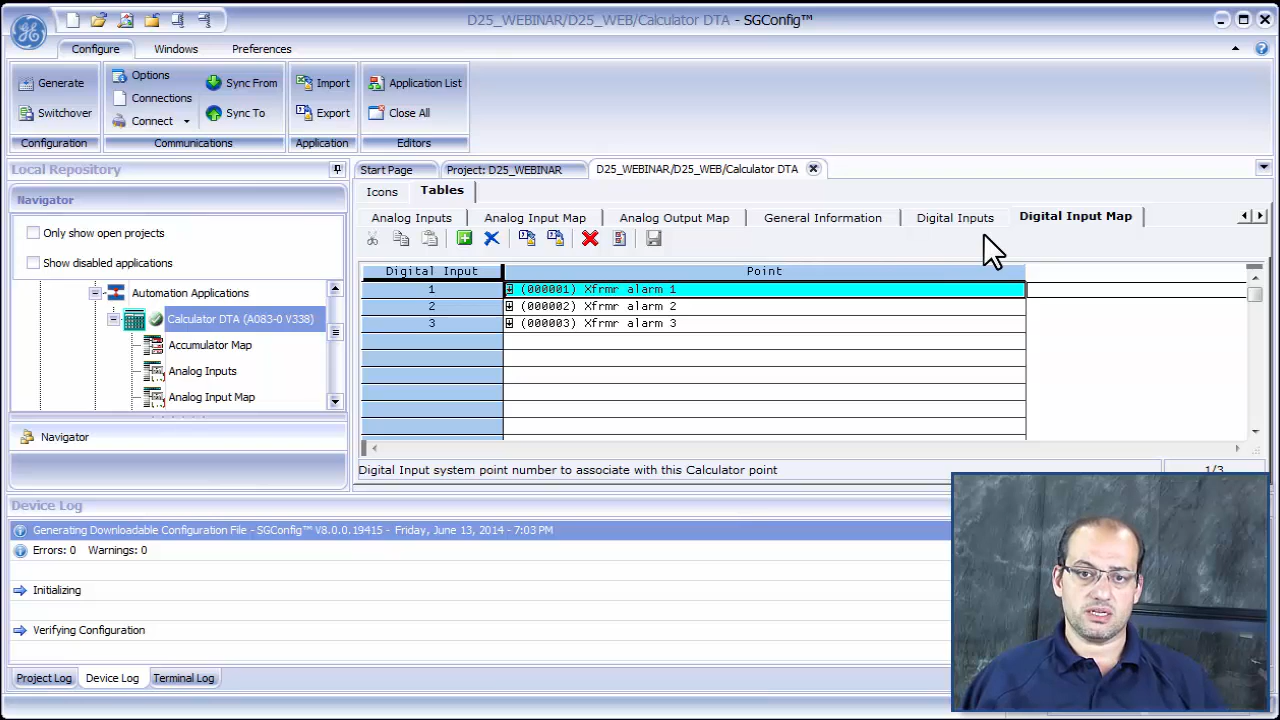 D25_WEBINAR/D25_WEB/Calculator DTA - SGConfig™
Configure Windows Preferences
Generate
Switchover
Configuration
Options
Connections
Connect
Sync From
Sync To
Communications
Import
Export
Application
Application List
Close All
Editors
Local Repository
Navigator
Only show open projects
Show disabled applications
Automation Applications
Calculator DTA (A083-0 V338)
Accumulator Map
Analog Inputs
Analog Input Map
Navigator
Start Page
Project: D25_WEBINAR
D25_WEBINAR/D25_WEB/Calculator DTA
Icons Tables
Analog Inputs Analog Input Map Analog Output Map General Information Digital Inputs Digital Input Map
Digital Input Point
1 (000001) Xfrmr alarm 1
2 (000002) Xfrmr alarm 2
3 (000003) Xfrmr alarm 3
Digital Input system point number to associate with this Calculator point
1/3
Device Log
Generating Downloadable Configuration File - SGConfig™ V8.0.0.19415 - Friday, June 13, 2014 - 7:03 PM
Errors: 0 Warnings: 0
Initializing
Verifying Configuration
Project Log Device Log Terminal Log